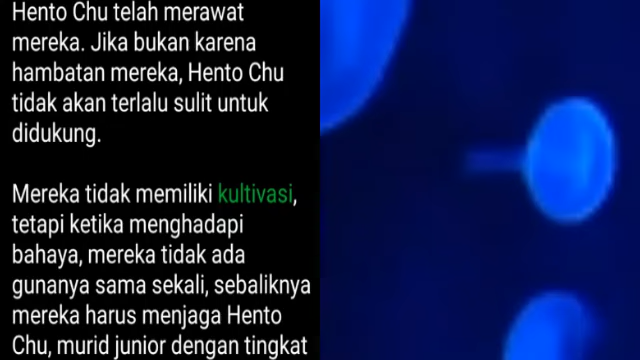 Hento Chu telah merawat
mereka. Jika bukan karena
hambatan mereka, Hento Chu
tidak akan terlalu sulit untuk
didukung.
Mereka tidak memiliki kultivasi,
tetapi ketika menghadapi
bahaya, mereka tidak ada
gunanya sama sekali, sebaliknya
mereka harus menjaga Hento
Chu, murid junior dengan tingkat